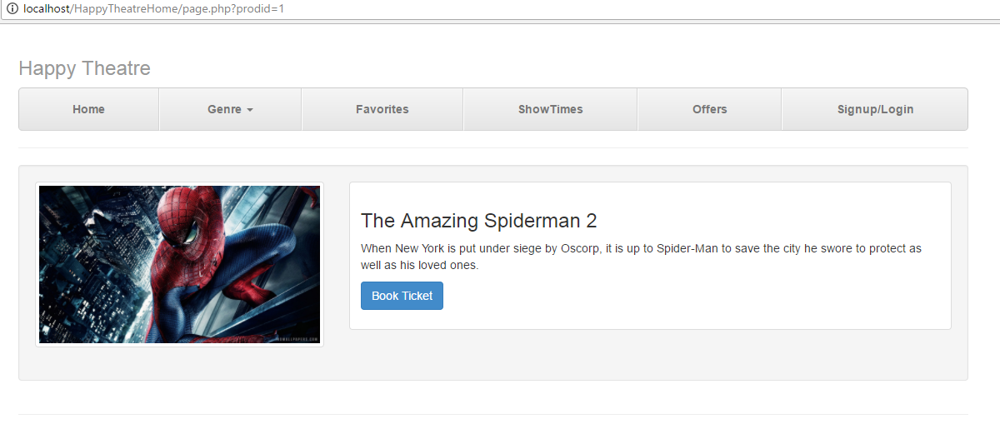 localhost/HappyTheatreHome/page.php?prodid=1
Happy Theatre
Home Genre Favorites ShowTimes Offers Signup/Login
The Amazing Spiderman 2
When New York is put under siege by Oscorp, it is up to Spider-Man to save the city he swore to protect as
well as his loved ones.
Book Ticket